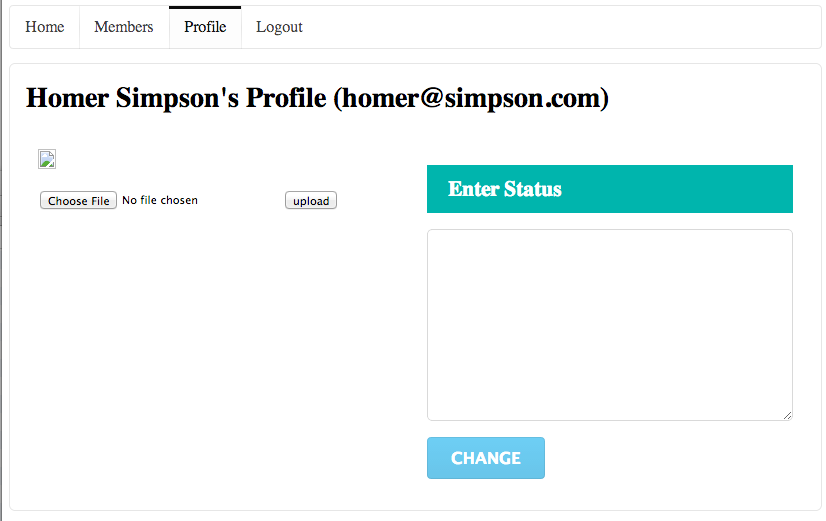 Home Members Profile Logout
Homer Simpson's Profile (homer@simpson.com)
Choose File No file chosen upload
Enter Status
CHANGE